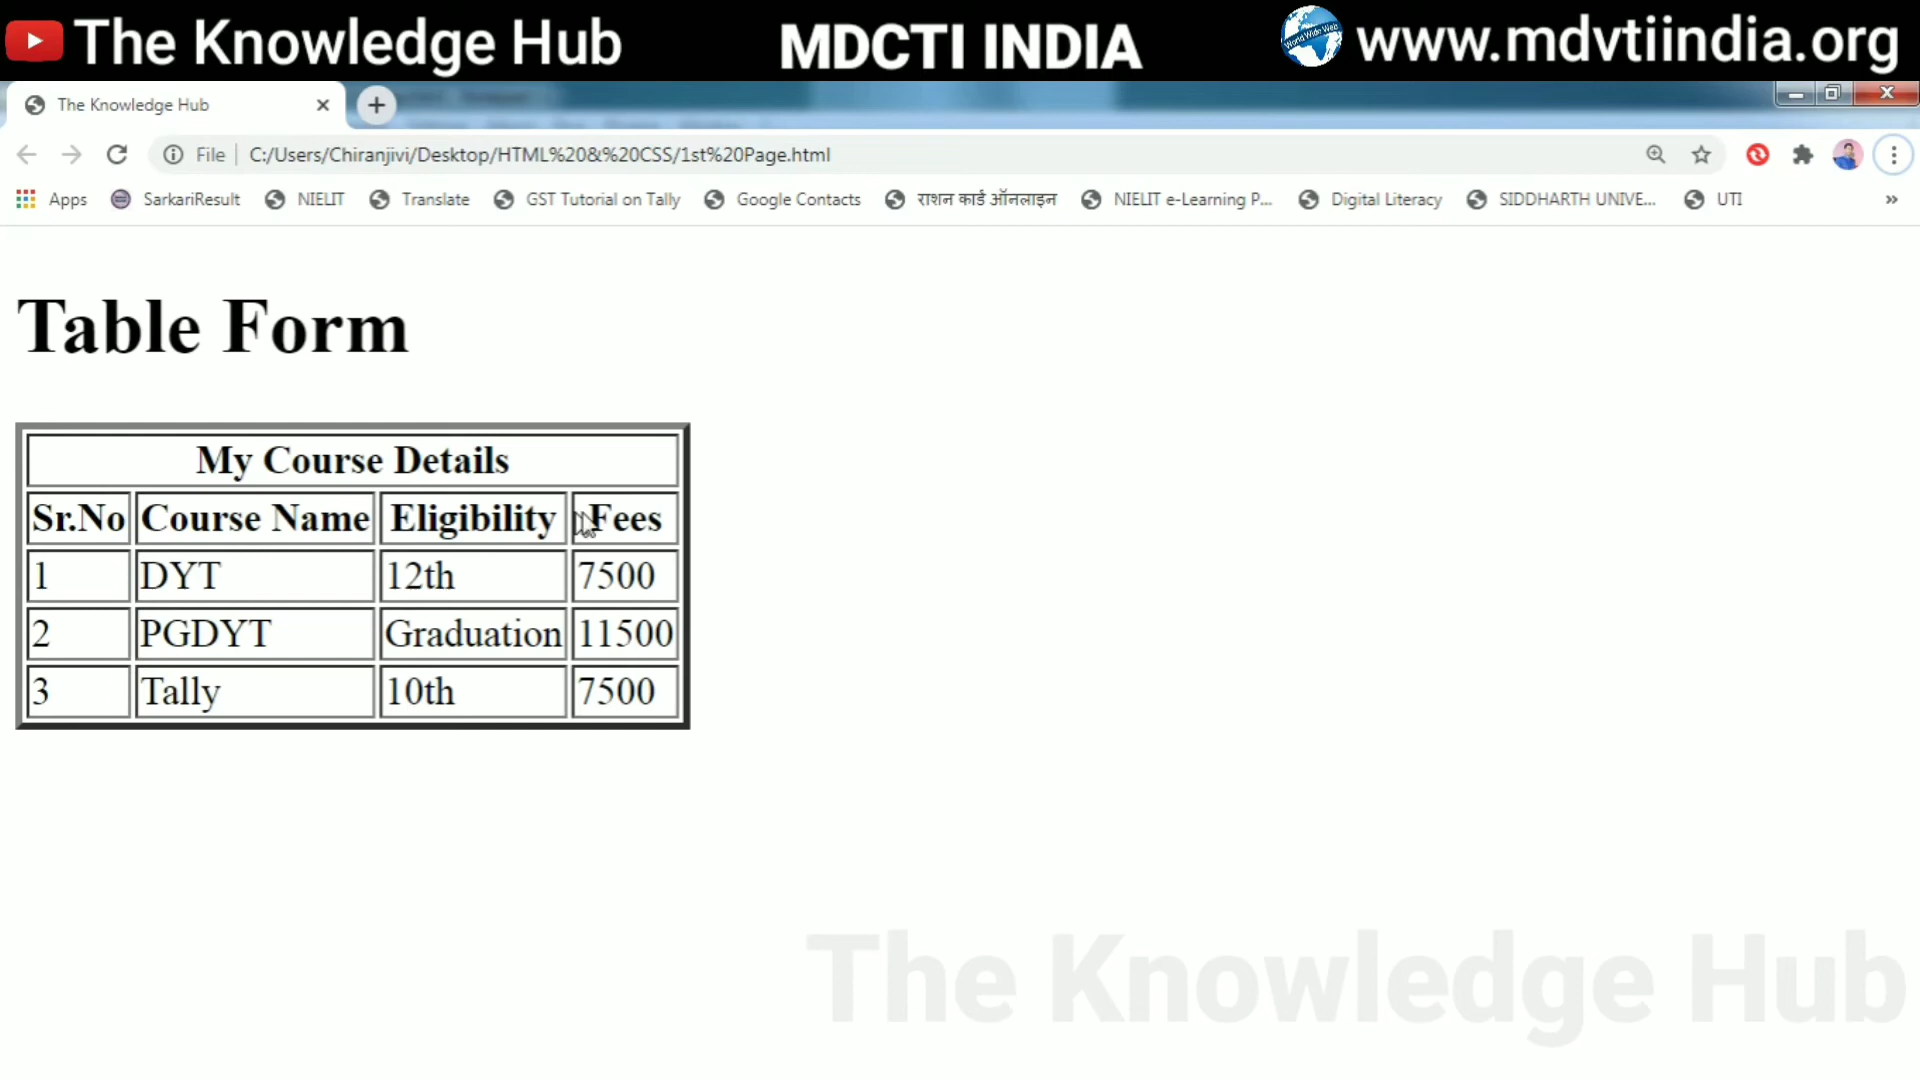 The Knowledge Hub MDCTI INDIA World Wide Web www.mdvtiindia.org
The Knowledge Hub
File C:/Users/Chiranjivi/Desktop/HTML%20&%20CSS/1st%20Page.html
Apps SarkariResult NIELIT Translate GST Tutorial on Tally Google Contacts राशन कार्ड ऑनलाइन NIELIT e-Learning P... Digital Literacy SIDDHARTH UNIVE... UTI »
Table Form
My Course Details
Sr.No Course Name Eligibility Fees
1 DYT 12th 7500
2 PGDYT Graduation 11500
3 Tally 10th 7500
The Knowledge Hub